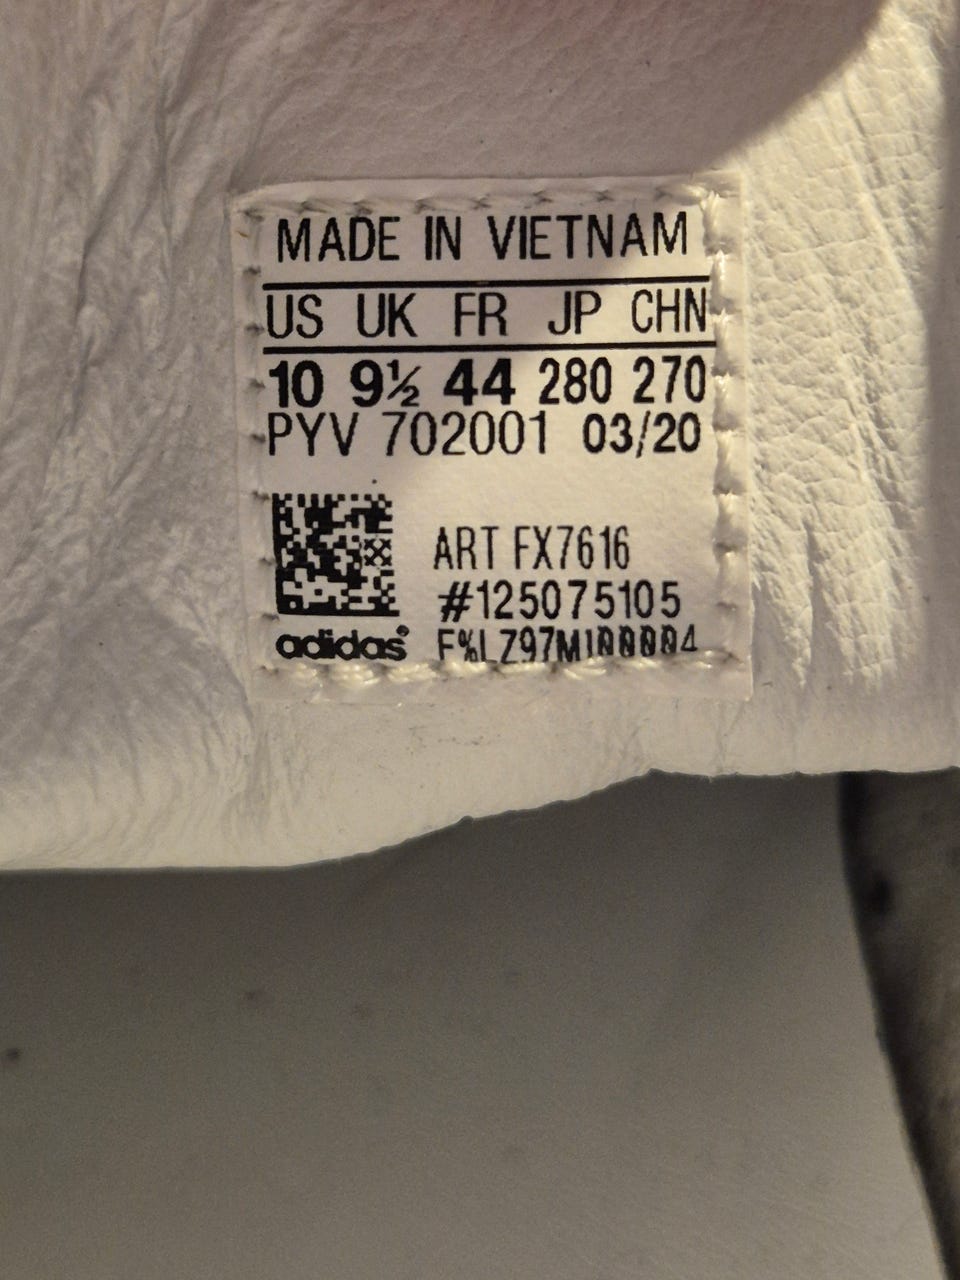 MADE IN VIETNAM
US UK FR JP CHN
10 9½ 44 280 270
PYV 702001 03/20
ART FX7616
#125075105
adidas® F%LZ97M100004